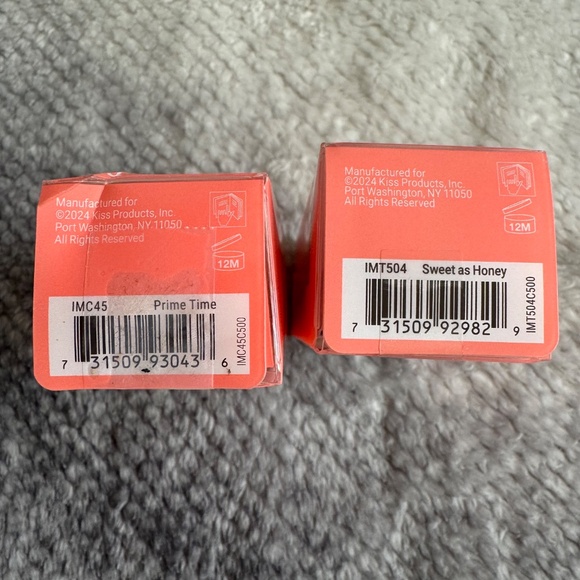 Manufactured for
©2024 Kiss Products, Inc.
Port Washington, NY 11050
All Rights Reserved
12M
IMC45 Prime Time
7 31509 93043 6
IMC45C500
Manufactured for
©2024 Kiss Products, Inc.
Port Washington, NY 11050
All Rights Reserved
12M
IMT504 Sweet as Honey
7 31509 92982 9
IMT504C500